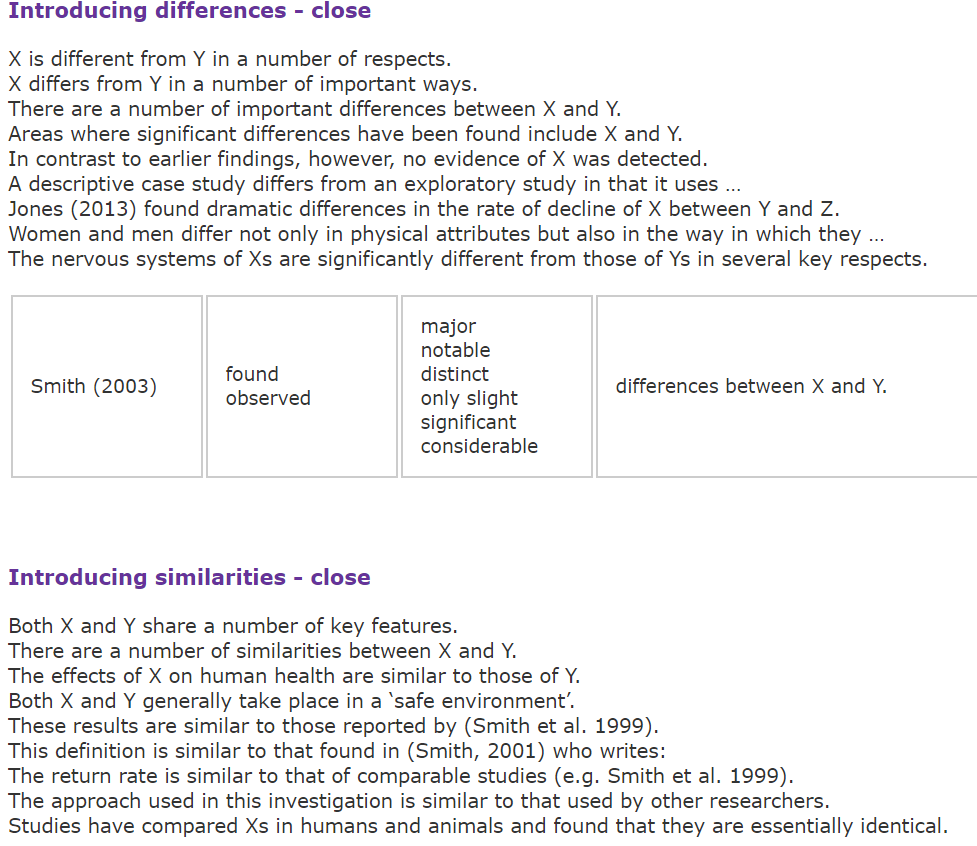 Introducing differences - close
X is different from Y in a number of respects.
X differs from Y in a number of important ways.
There are a number of important differences between X and Y.
Areas where significant differences have been found include X and Y.
In contrast to earlier findings, however, no evidence of X was detected.
A descriptive case study differs from an exploratory study in that it uses …
Jones (2013) found dramatic differences in the rate of decline of X between Y and Z.
Women and men differ not only in physical attributes but also in the way in which they …
The nervous systems of Xs are significantly different from those of Ys in several key respects.
Smith (2003)
found
observed
major
notable
distinct
only slight
significant
considerable
differences between X and Y.
Introducing similarities - close
Both X and Y share a number of key features.
There are a number of similarities between X and Y.
The effects of X on human health are similar to those of Y.
Both X and Y generally take place in a ‘safe environment’.
These results are similar to those reported by (Smith et al. 1999).
This definition is similar to that found in (Smith, 2001) who writes:
The return rate is similar to that of comparable studies (e.g. Smith et al. 1999).
The approach used in this investigation is similar to that used by other researchers.
Studies have compared Xs in humans and animals and found that they are essentially identical.